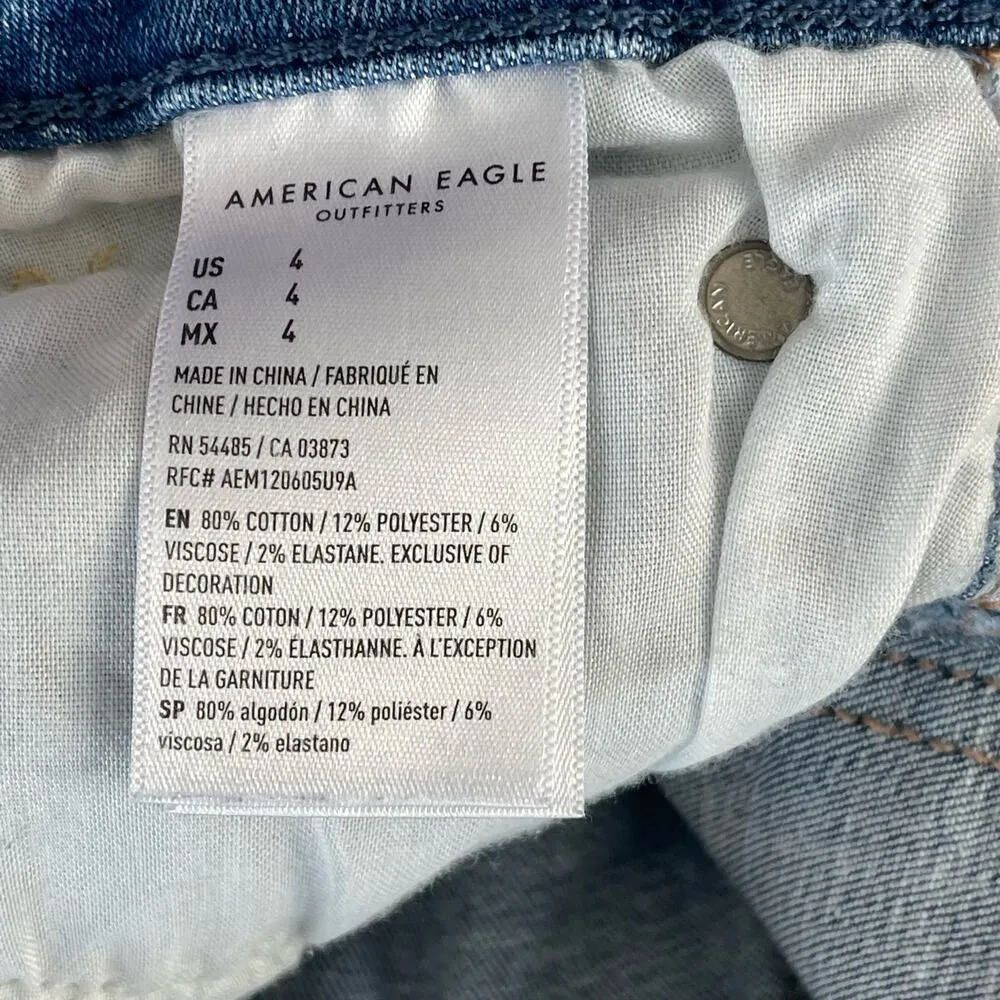 AMERICAN EAGLE
OUTFITTERS
US 4
CA 4
MX 4
MADE IN CHINA / FABRIQUÉ EN
CHINE / HECHO EN CHINA
RN 54485 / CA 03873
RFC# AEM120605U9A
EN 80% COTTON / 12% POLYESTER / 6%
VISCOSE / 2% ELASTANE. EXCLUSIVE OF
DECORATION
FR 80% COTON / 12% POLYESTER / 6%
VISCOSE / 2% ÉLASTHANNE. À L'EXCEPTION
DE LA GARNITURE
SP 80% algodón / 12% poliéster / 6%
viscosa / 2% elastano